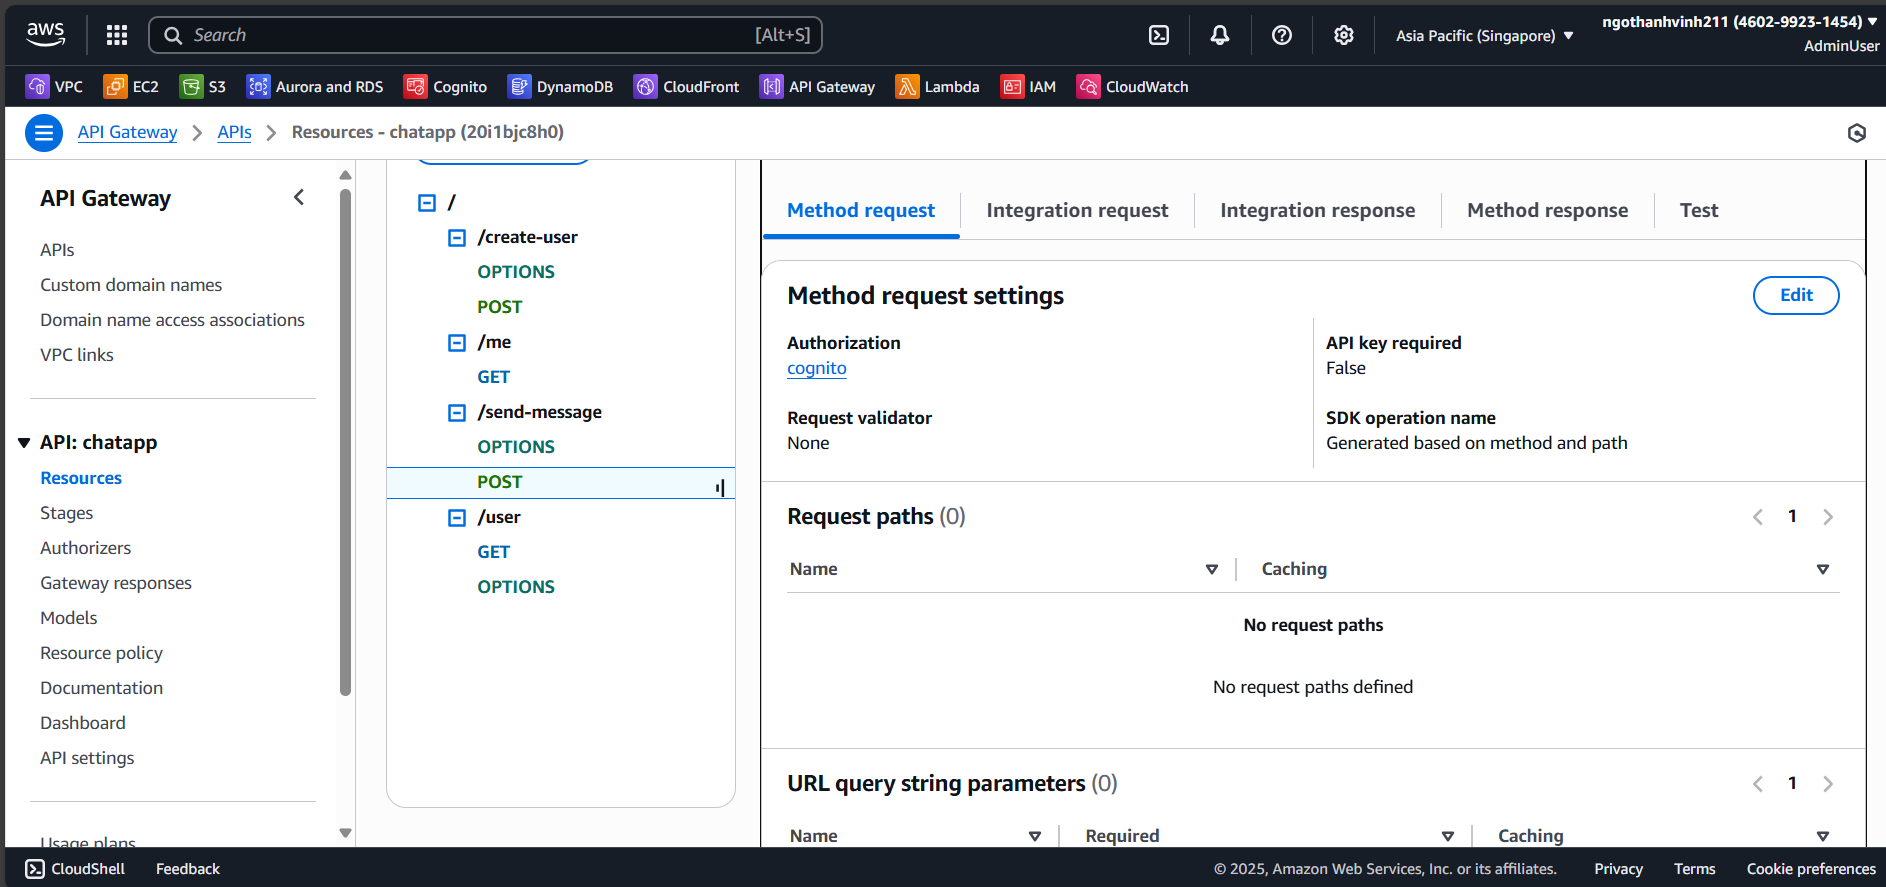 aws
Search
[Alt+S]
Asia Pacific (Singapore)
ngothanhvinh211 (4602-9923-1454)
AdminUser
VPC
EC2
S3
Aurora and RDS
Cognito
DynamoDB
CloudFront
API Gateway
Lambda
IAM
CloudWatch
API Gateway
APIs
Resources - chatapp (20i1bjc8h0)
API Gateway
APIs
Custom domain names
Domain name access associations
VPC links
API: chatapp
Resources
Stages
Authorizers
Gateway responses
Models
Resource policy
Documentation
Dashboard
API settings
Usage plans
/
/create-user
OPTIONS
POST
/me
GET
/send-message
OPTIONS
POST
/user
GET
OPTIONS
Method request
Integration request
Integration response
Method response
Test
Method request settings
Edit
Authorization
cognito
API key required
False
Request validator
None
SDK operation name
Generated based on method and path
Request paths (0)
1
Name
Caching
No request paths
No request paths defined
URL query string parameters (0)
1
Name
Required
Caching
CloudShell
Feedback
© 2025, Amazon Web Services, Inc. or its affiliates.
Privacy
Terms
Cookie preferences